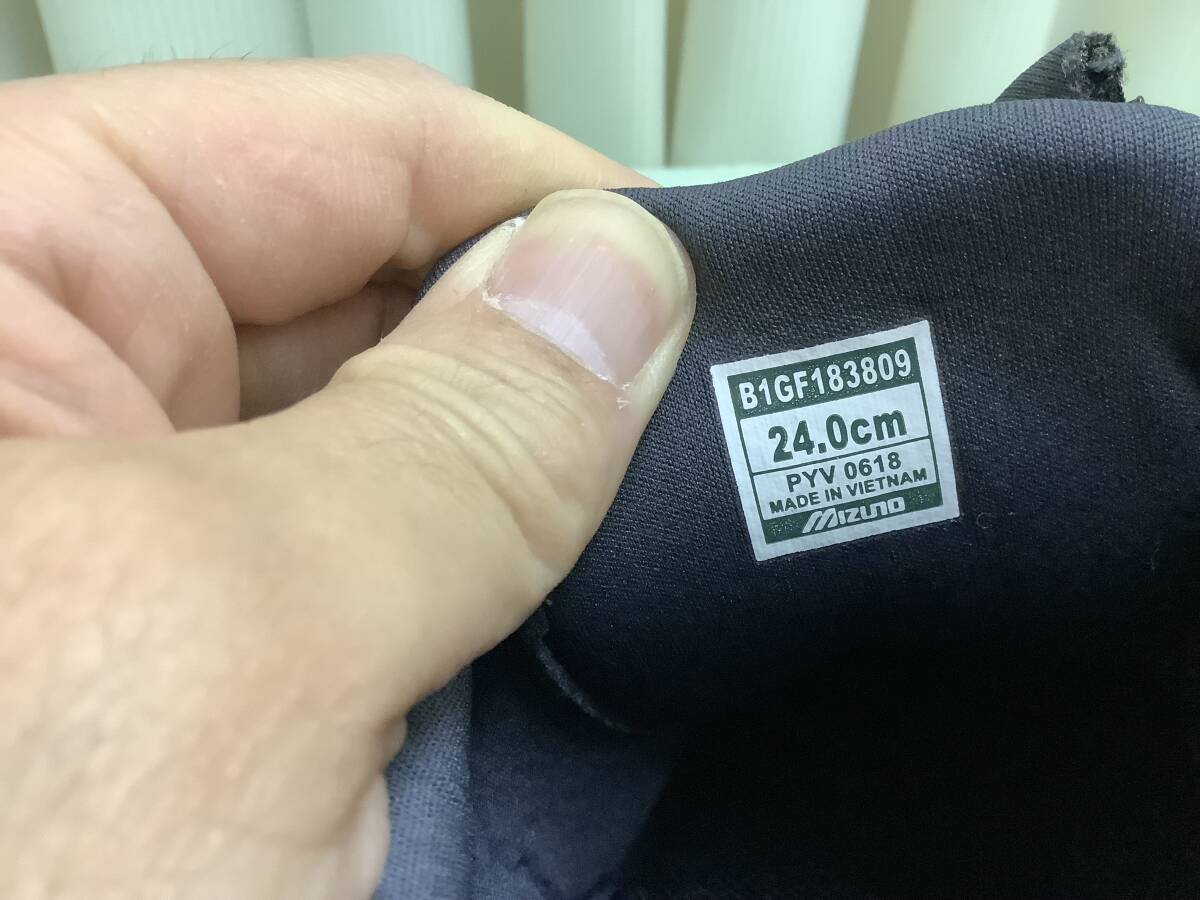 B1GF183809
24.0cm
PYV 0618
MADE IN VIETNAM
MIZUNO